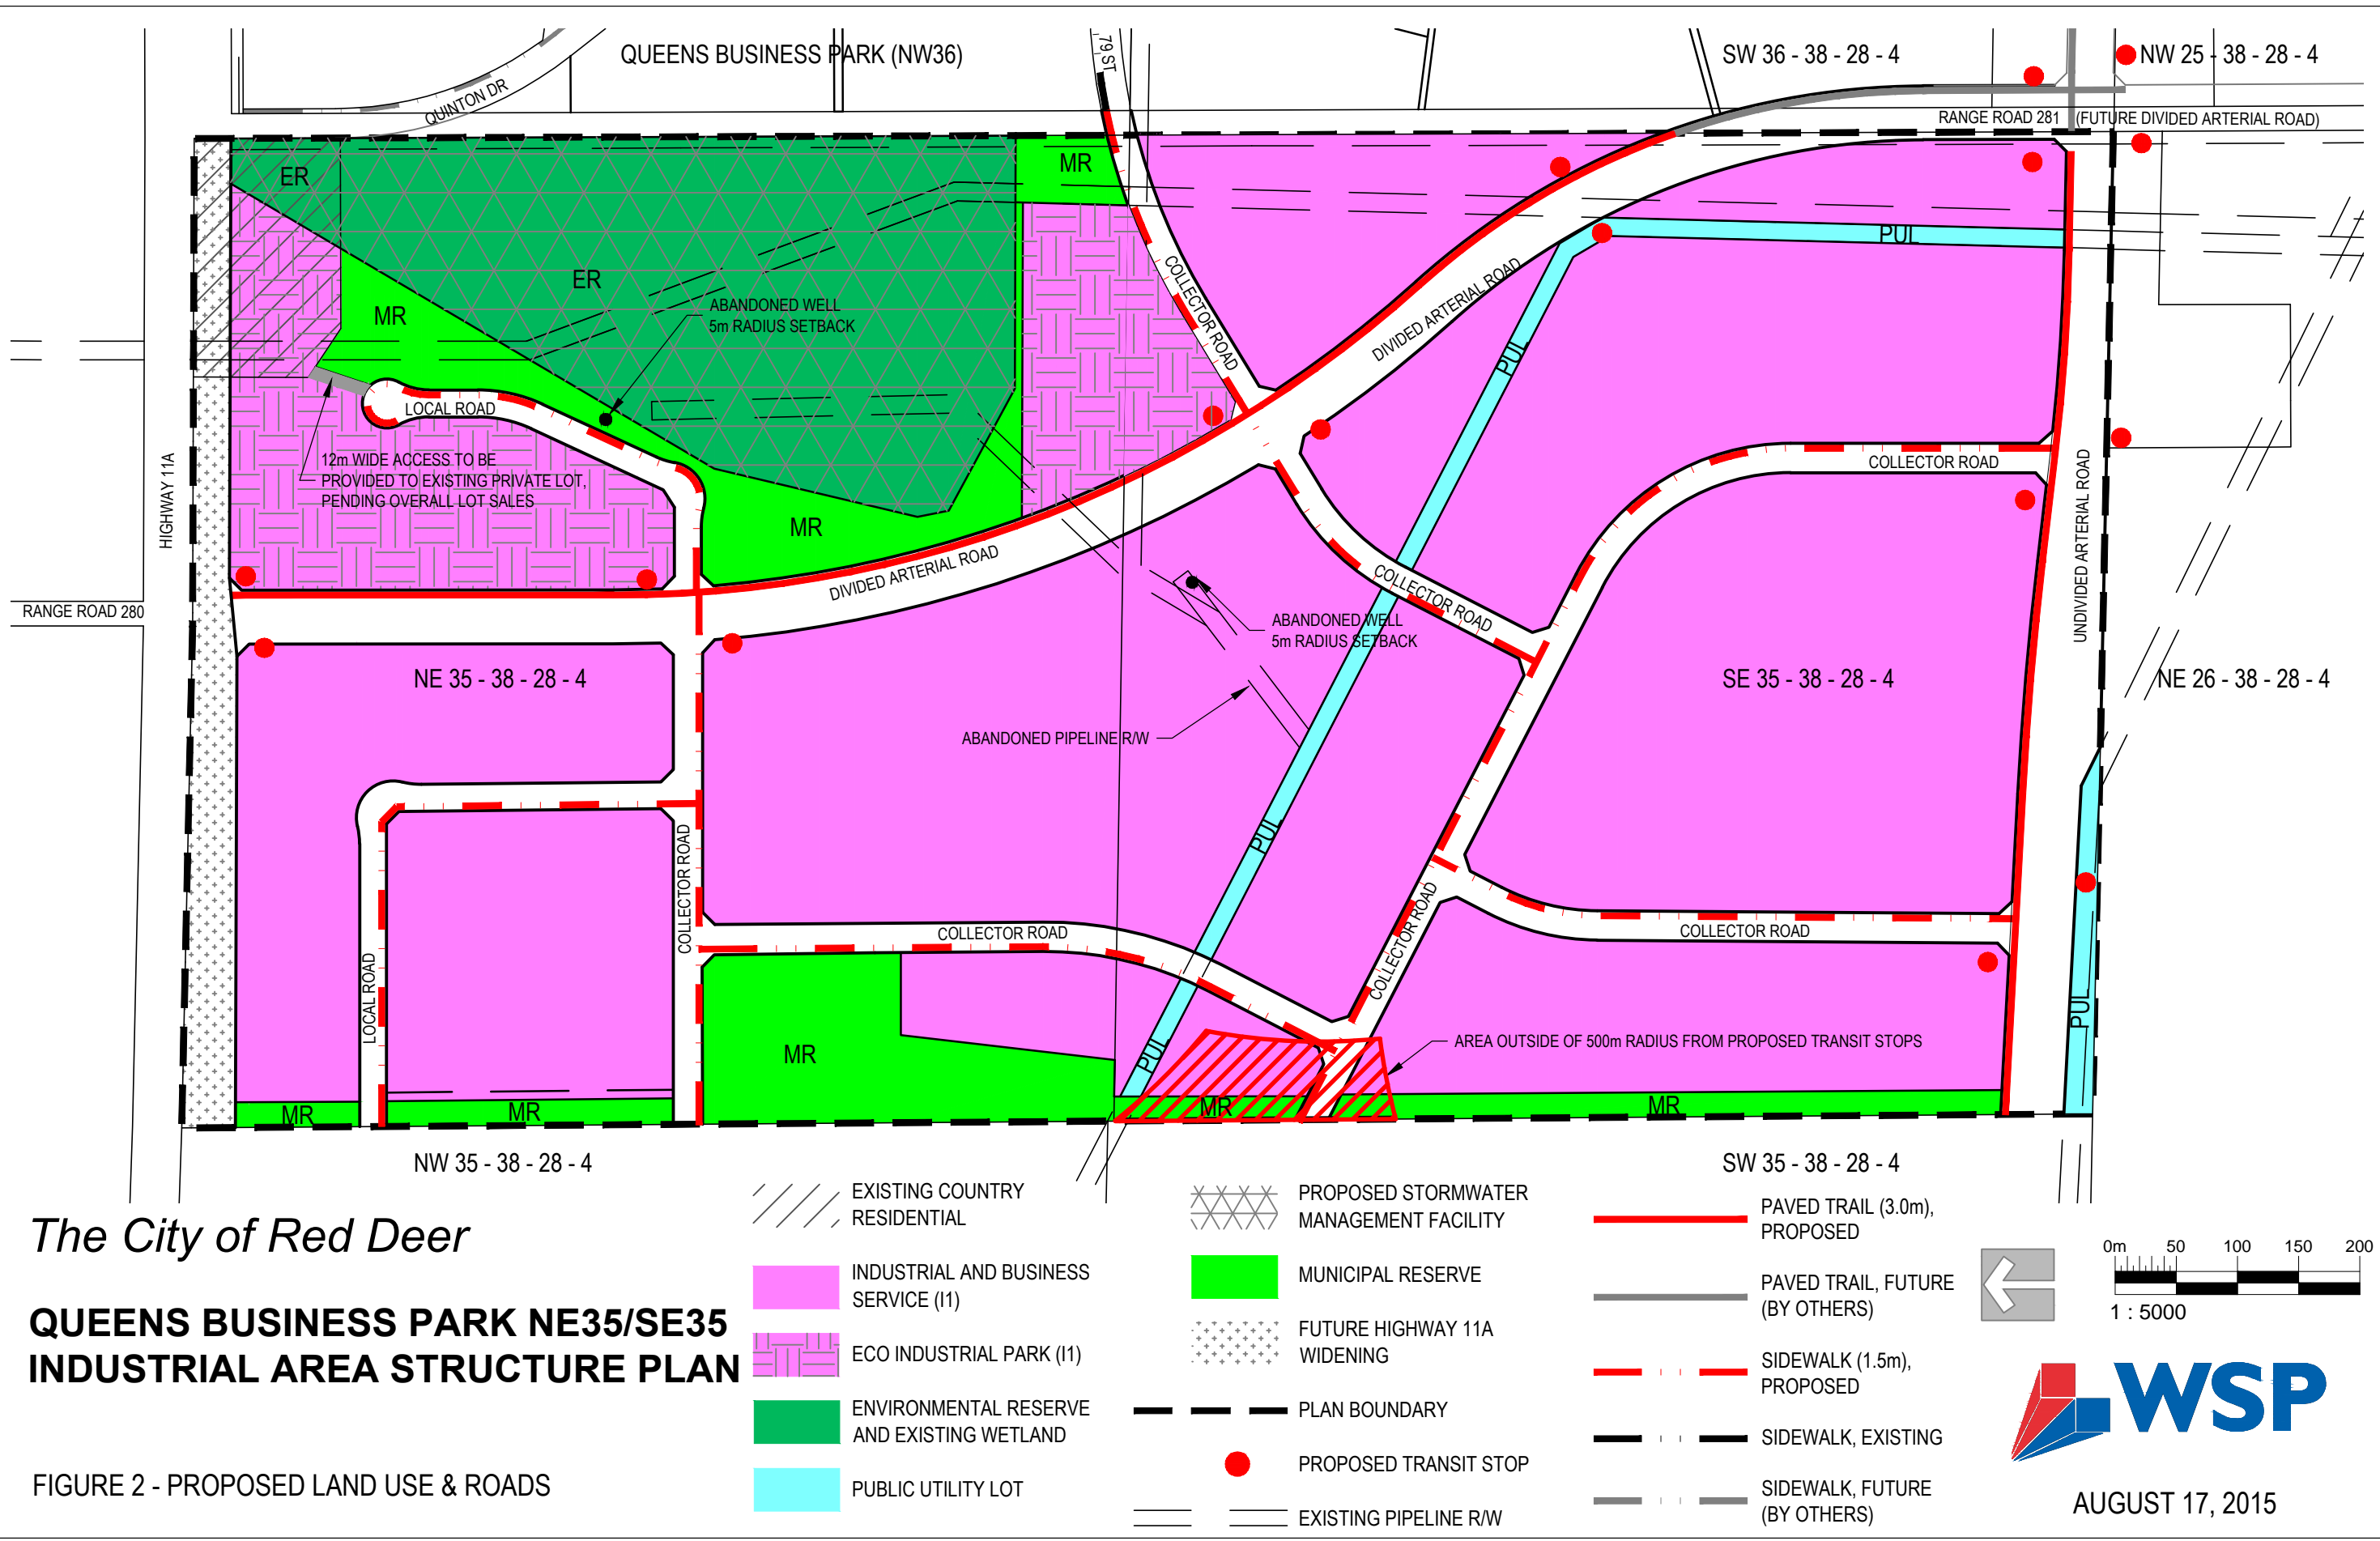 QUEENS BUSINESS PARK (NW36)
79 ST
SW 36 - 38 - 28 - 4
NW 25 - 38 - 28 - 4
QUINTON DR
RANGE ROAD 281
(FUTURE DIVIDED ARTERIAL ROAD)
ER
MR
ER
MR
PUL
COLLECTOR ROAD
DIVIDED ARTERIAL ROAD
PUL
ABANDONED WELL
5m RADIUS SETBACK
LOCAL ROAD
12m WIDE ACCESS TO BE
PROVIDED TO EXISTING PRIVATE LOT,
PENDING OVERALL LOT SALES
HIGHWAY 11A
MR
COLLECTOR ROAD
UNDIVIDED ARTERIAL ROAD
DIVIDED ARTERIAL ROAD
RANGE ROAD 280
COLLECTOR ROAD
ABANDONED WELL
5m RADIUS SETBACK
NE 35 - 38 - 28 - 4
SE 35 - 38 - 28 - 4
NE 26 - 38 - 28 - 4
ABANDONED PIPELINE R/W
PUL
COLLECTOR ROAD
COLLECTOR ROAD
COLLECTOR ROAD
COLLECTOR ROAD
LOCAL ROAD
PUL
MR
PUL
AREA OUTSIDE OF 500m RADIUS FROM PROPOSED TRANSIT STOPS
MR
MR
MR
MR
NW 35 - 38 - 28 - 4
SW 35 - 38 - 28 - 4
The City of Red Deer
QUEENS BUSINESS PARK NE35/SE35
INDUSTRIAL AREA STRUCTURE PLAN
FIGURE 2 - PROPOSED LAND USE & ROADS
EXISTING COUNTRY
RESIDENTIAL
INDUSTRIAL AND BUSINESS
SERVICE (I1)
ECO INDUSTRIAL PARK (I1)
ENVIRONMENTAL RESERVE
AND EXISTING WETLAND
PUBLIC UTILITY LOT
PROPOSED STORMWATER
MANAGEMENT FACILITY
MUNICIPAL RESERVE
FUTURE HIGHWAY 11A
WIDENING
PLAN BOUNDARY
PROPOSED TRANSIT STOP
EXISTING PIPELINE R/W
PAVED TRAIL (3.0m),
PROPOSED
PAVED TRAIL, FUTURE
(BY OTHERS)
SIDEWALK (1.5m),
PROPOSED
SIDEWALK, EXISTING
SIDEWALK, FUTURE
(BY OTHERS)
0m 50 100 150 200
1 : 5000
WSP
AUGUST 17, 2015